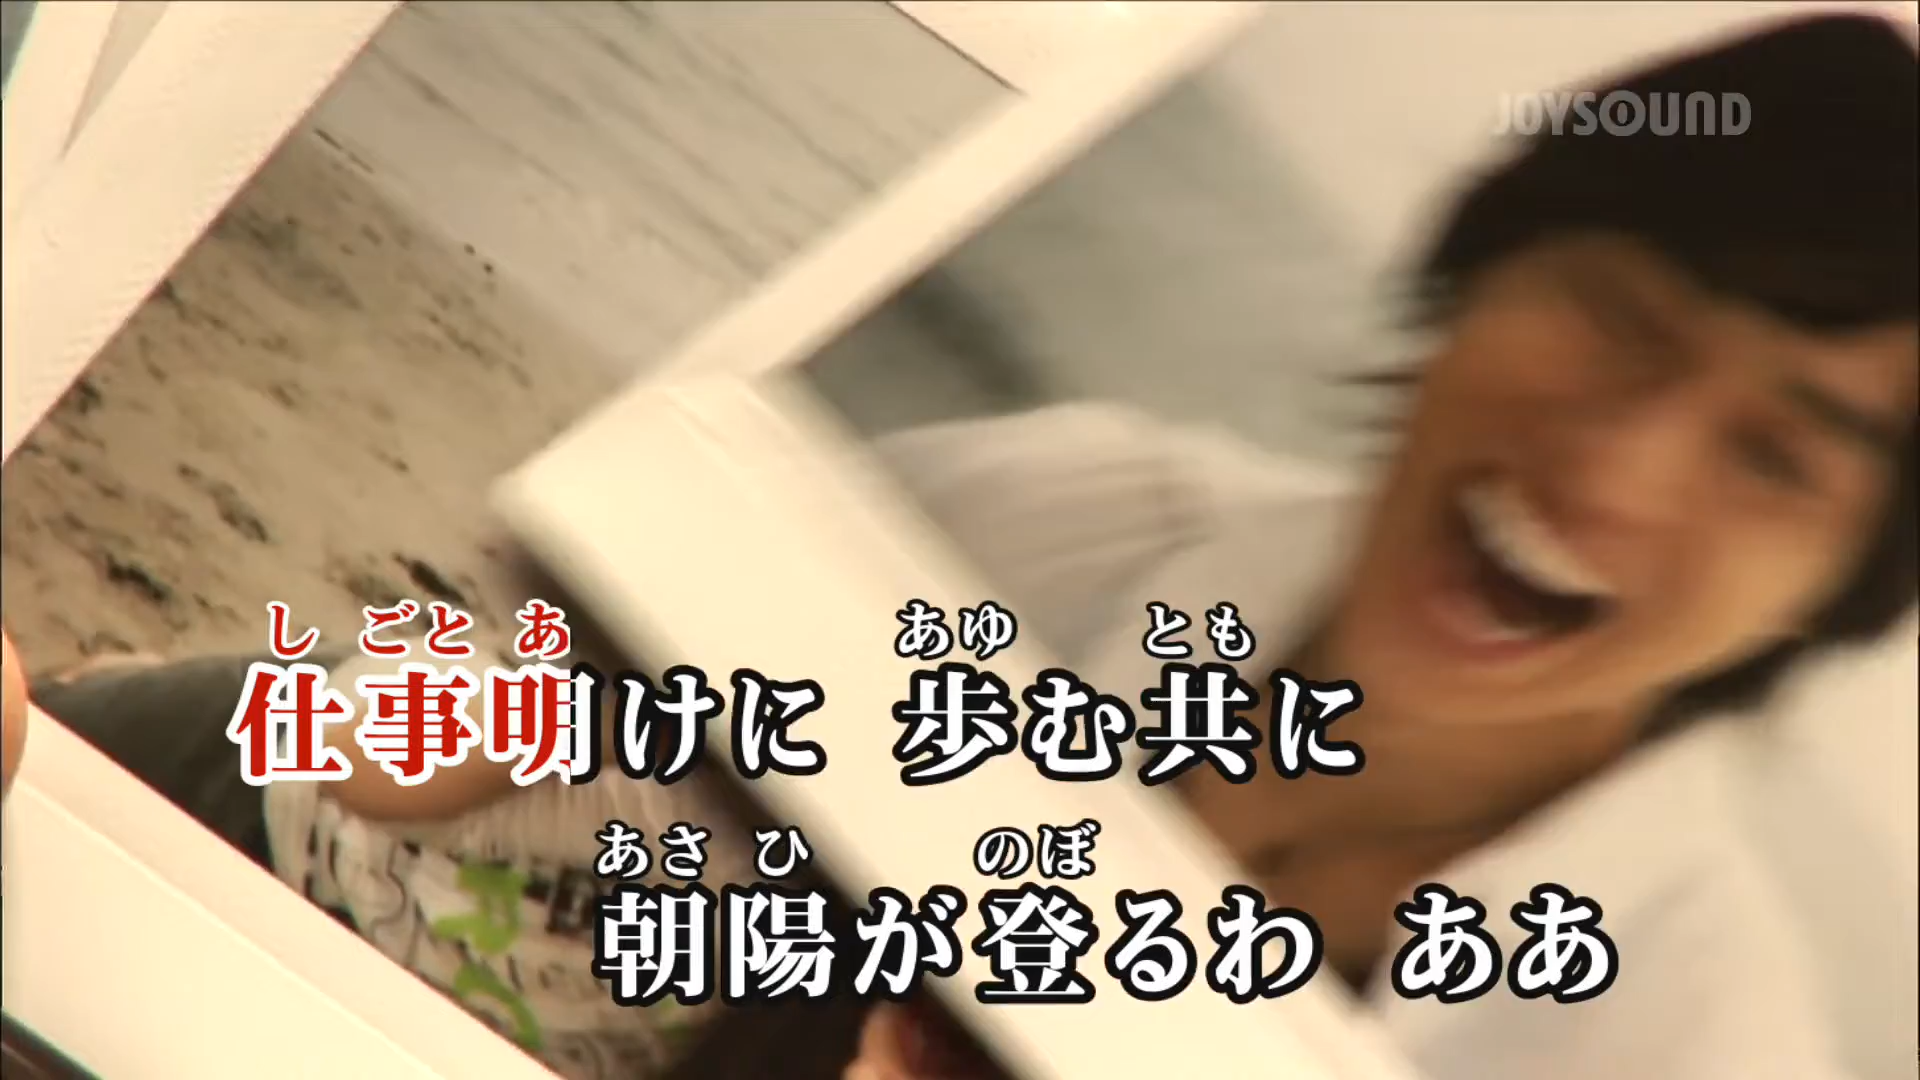 JOYSOUND
し ごと あ
仕事明けに 歩む共に
あゆ とも
あさ ひ のぼ
朝陽が登るわ ああ